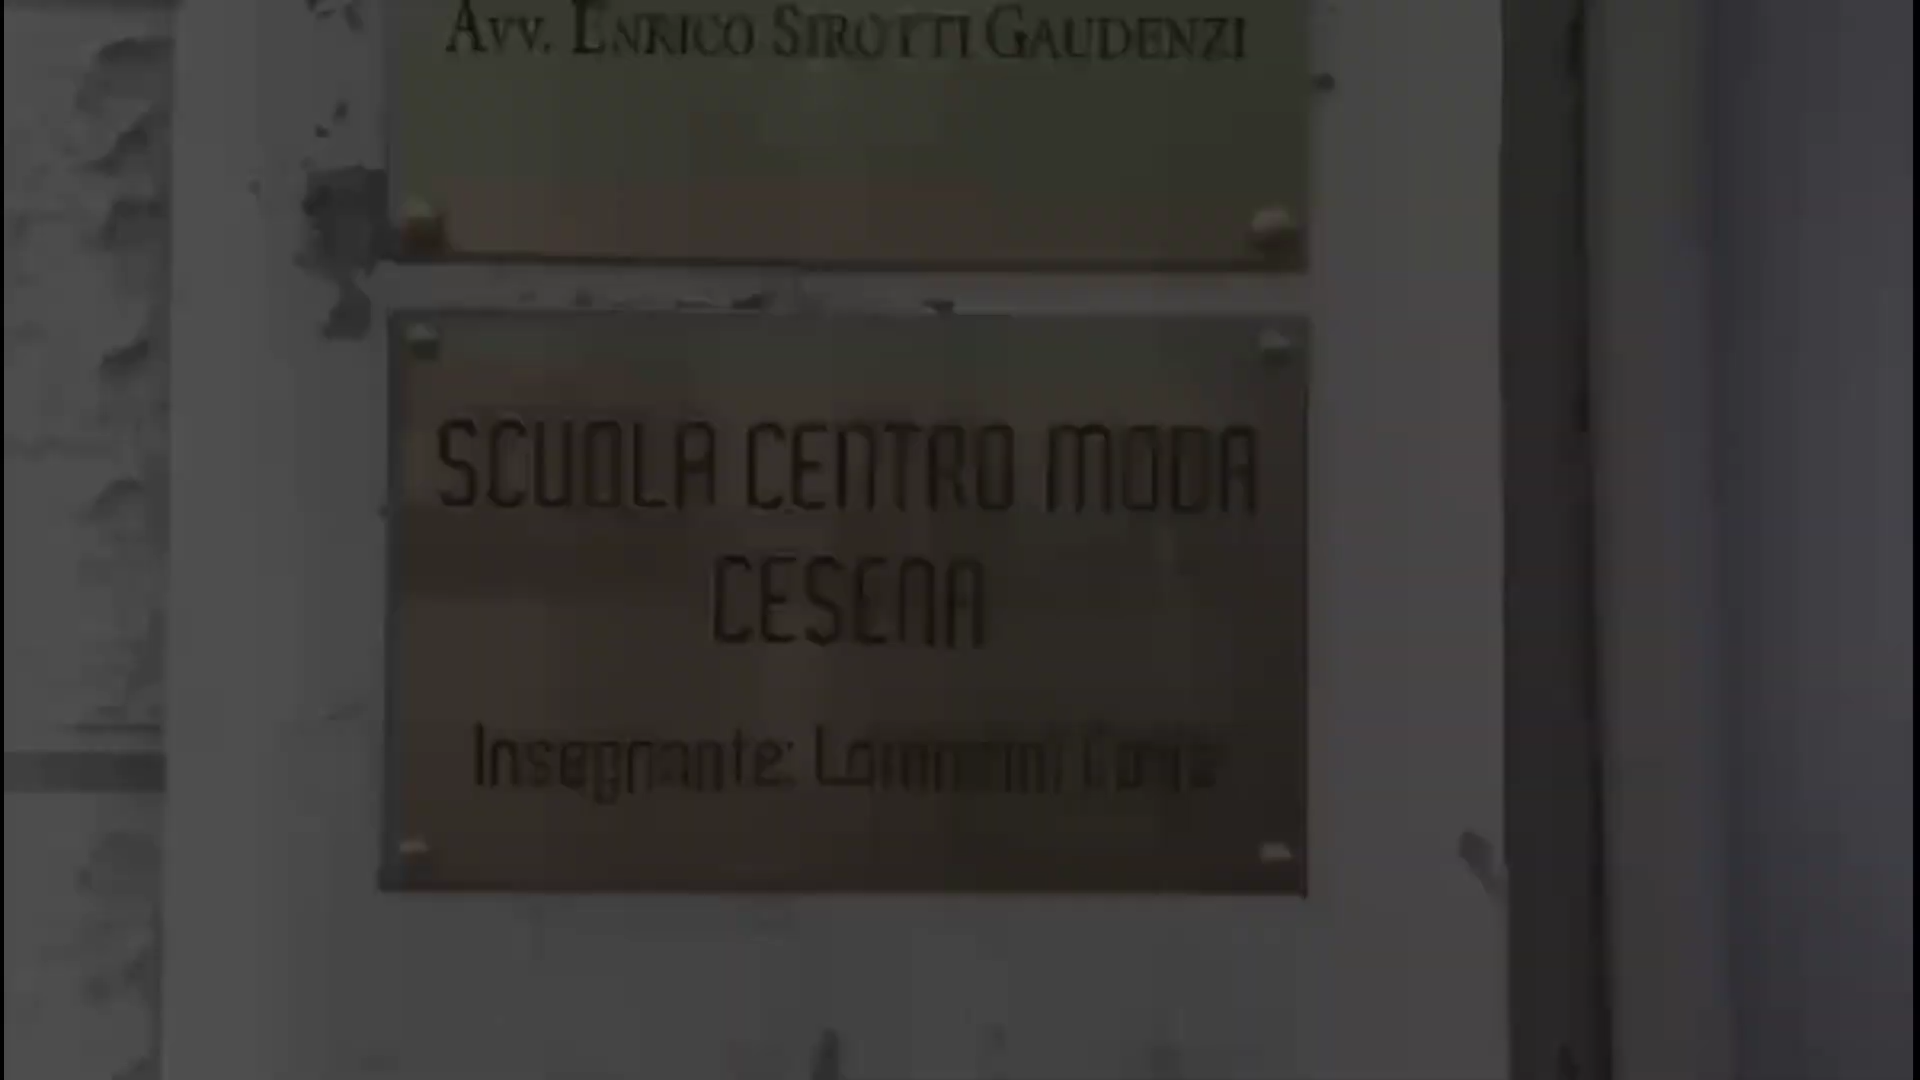 AVV. ENRICO SIROTTI GAUDENZI
SCUOLA CENTRO MODA
CESENA
Insegnante: